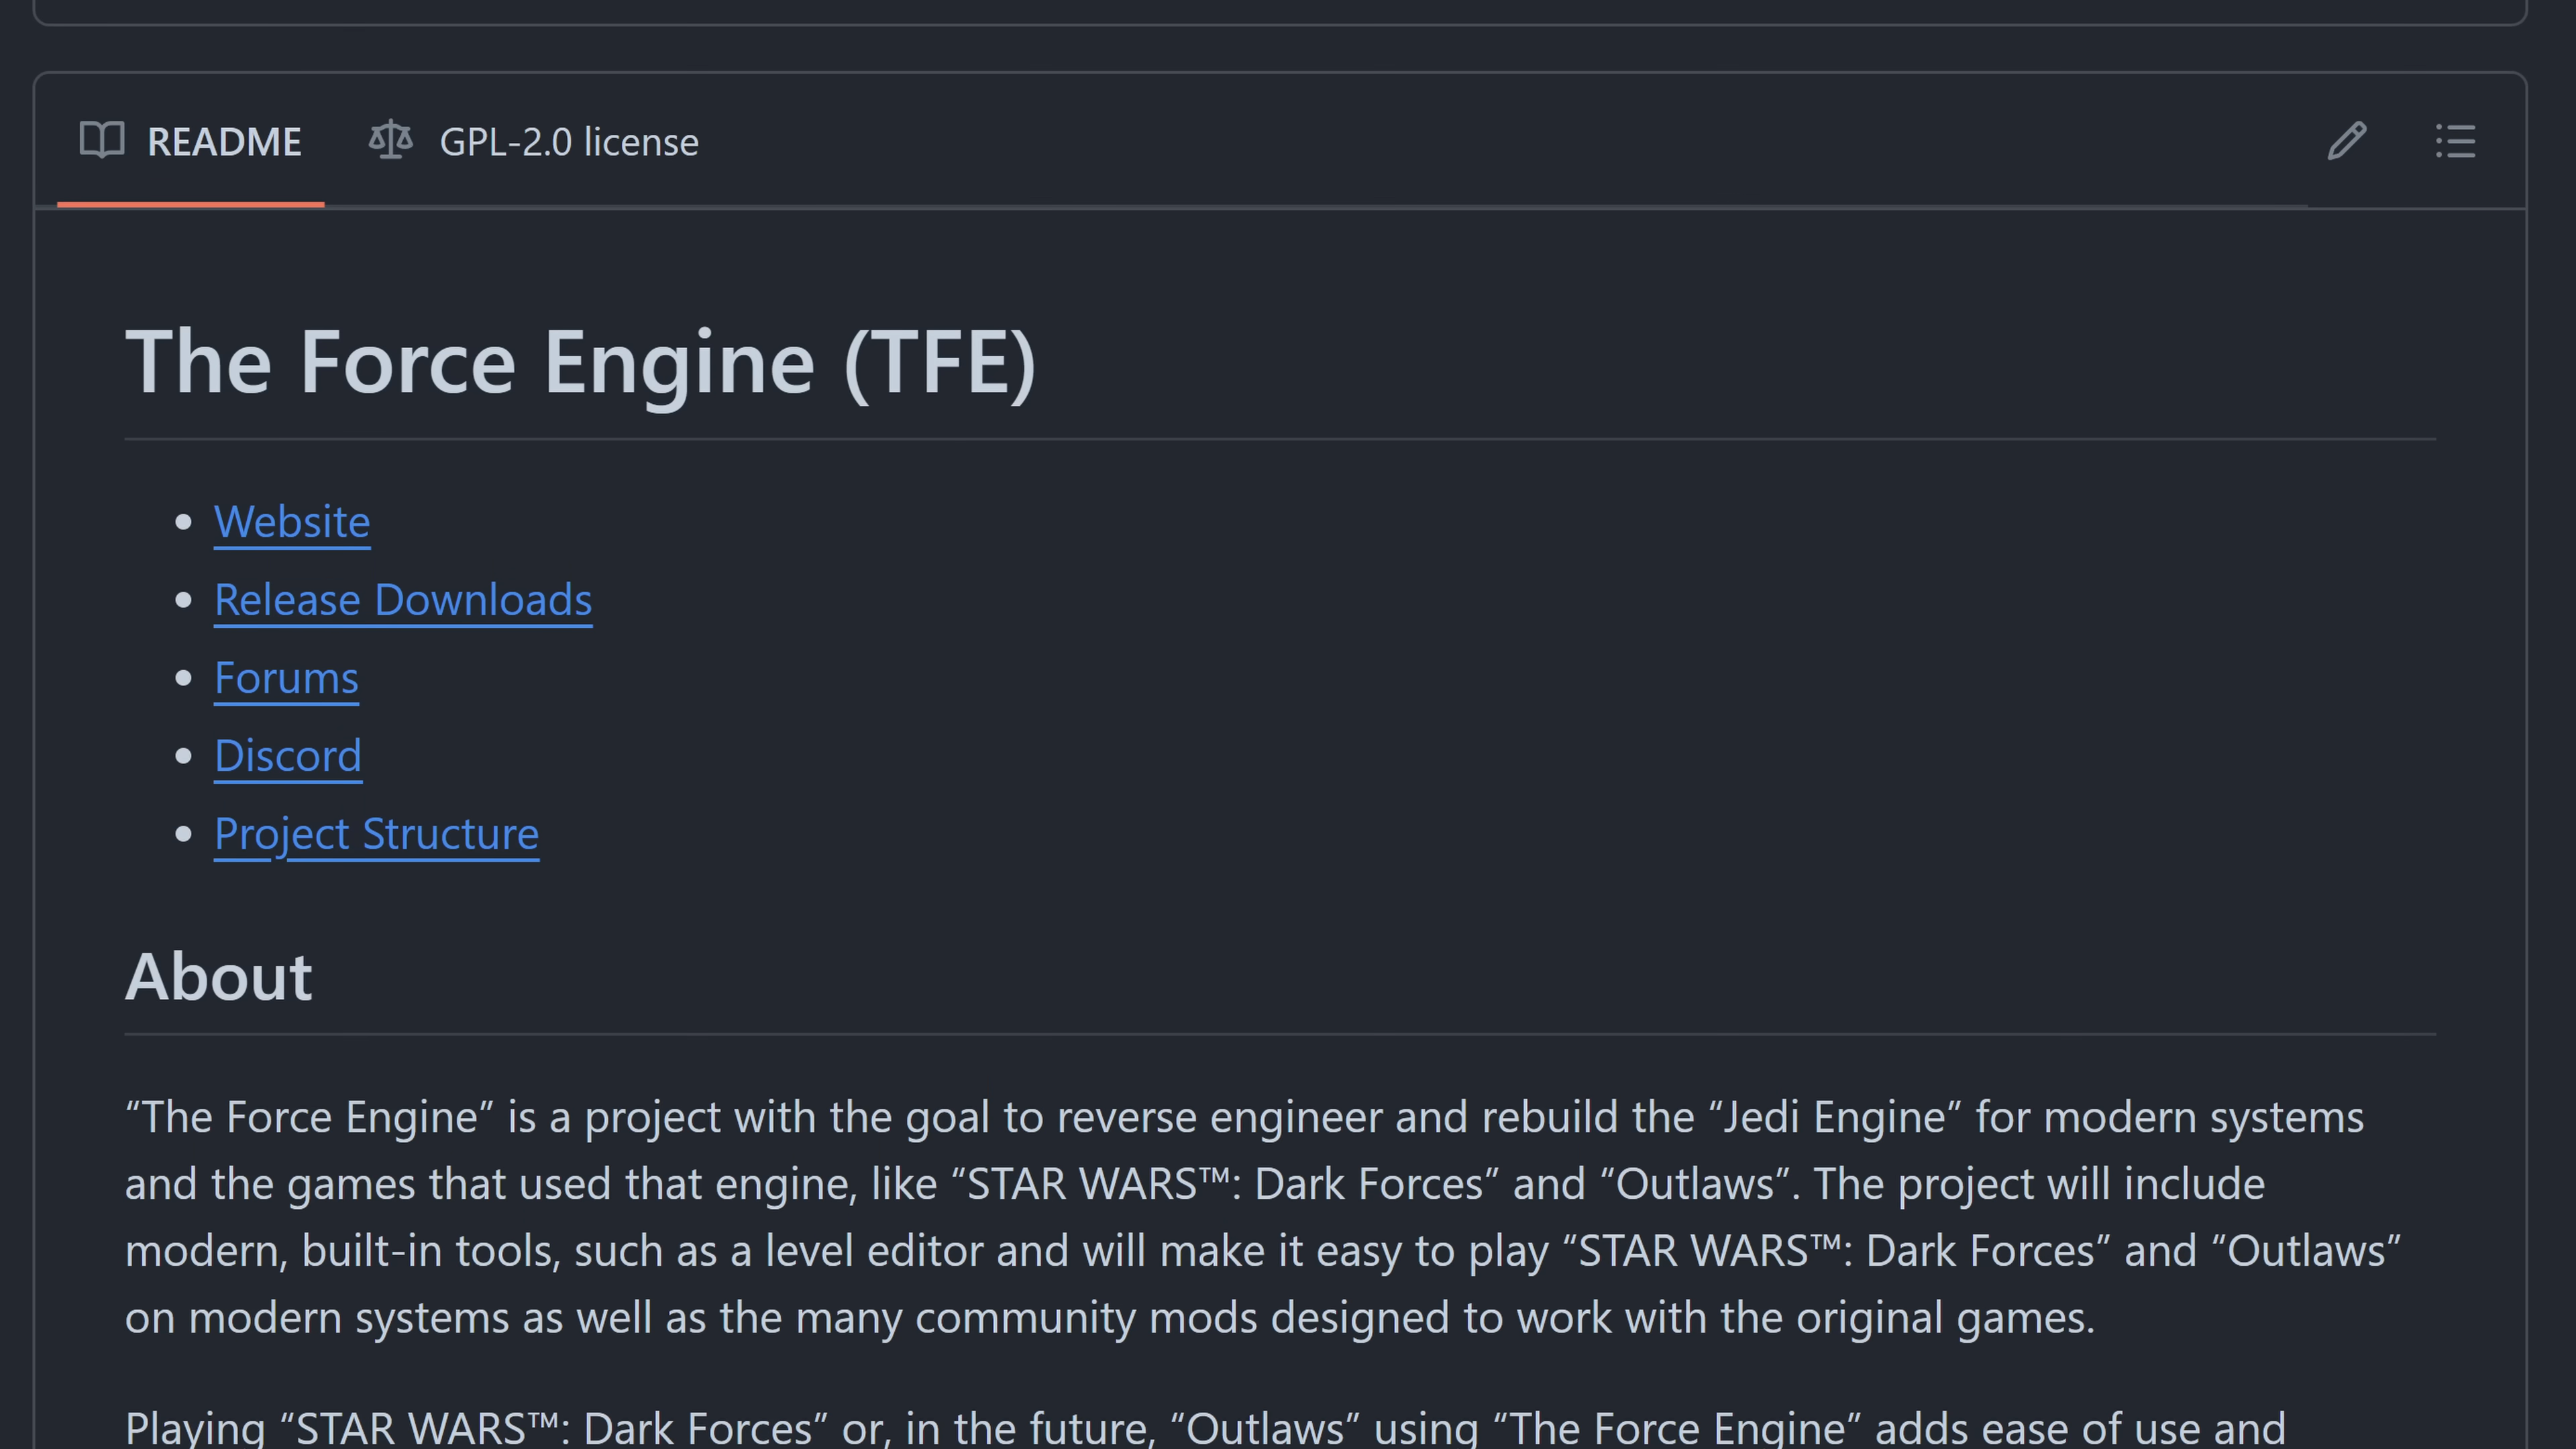 README
GPL-2.0 license
The Force Engine (TFE)
Website
Release Downloads
Forums
Discord
Project Structure
About
“The Force Engine” is a project with the goal to reverse engineer and rebuild the “Jedi Engine” for modern systems
and the games that used that engine, like “STAR WARS™: Dark Forces” and “Outlaws”. The project will include
modern, built-in tools, such as a level editor and will make it easy to play “STAR WARS™: Dark Forces” and “Outlaws”
on modern systems as well as the many community mods designed to work with the original games.
Playing “STAR WARS™: Dark Forces” or, in the future, “Outlaws” using “The Force Engine” adds ease of use and